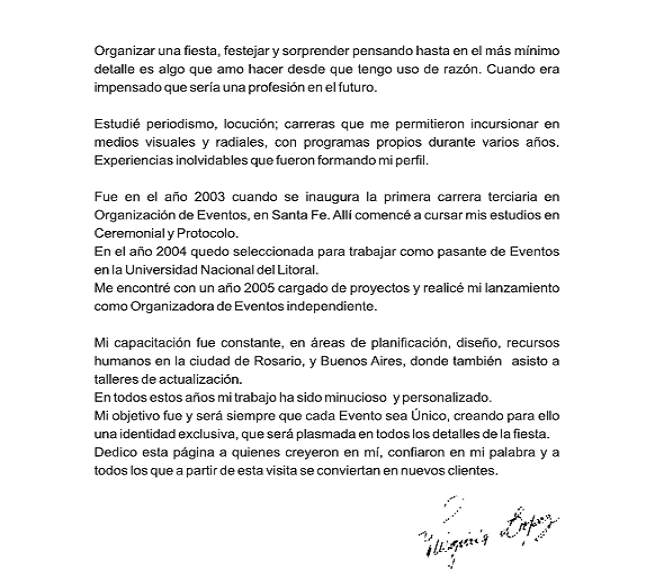 Organizar una fiesta, festejar y sorprender pensando hasta en el más mínimo
detalle es algo que amo hacer desde que tengo uso de razón. Cuando era
impensado que sería una profesión en el futuro.
Estudié periodismo, locución; carreras que me permitieron incursionar en
medios visuales y radiales, con programas propios durante varios años.
Experiencias inolvidables que fueron formando mi perfil.
Fue en el año 2003 cuando se inaugura la primera carrera terciaria en
Organización de Eventos, en Santa Fe. Allí comencé a cursar mis estudios en
Ceremonial y Protocolo.
En el año 2004 quedo seleccionada para trabajar como pasante de Eventos
en la Universidad Nacional del Litoral.
Me encontré con un año 2005 cargado de proyectos y realicé mi lanzamiento
como Organizadora de Eventos independiente.
Mi capacitación fue constante, en áreas de planificación, diseño, recursos
humanos en la ciudad de Rosario, y Buenos Aires, donde también asisto a
talleres de actualización.
En todos estos años mi trabajo ha sido minucioso y personalizado.
Mi objetivo fue y será siempre que cada Evento sea Único, creando para ello
una identidad exclusiva, que será plasmada en todos los detalles de la fiesta.
Dedico esta página a quienes creyeron en mí, confiaron en mi palabra y a
todos los que a partir de esta visita se conviertan en nuevos clientes.